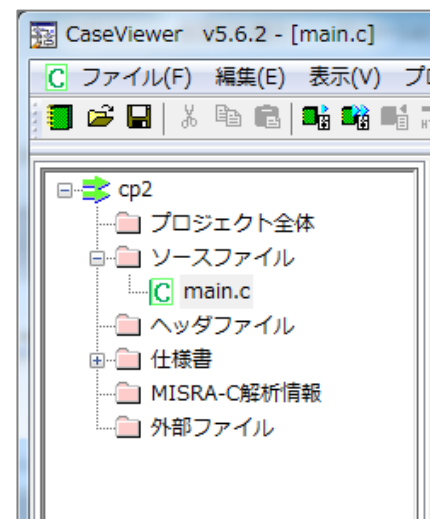 CaseViewer v5.6.2 - [main.c]
ファイル(F) 編集(E) 表示(V)
cp2
プロジェクト全体
ソースファイル
main.c
ヘッダファイル
仕様書
MISRA-C解析情報
外部ファイル